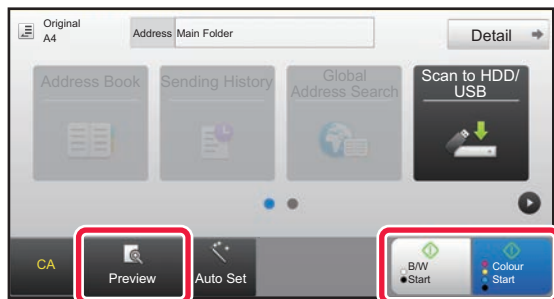 Original
A4
Address Main Folder
Detail
Address Book
Sending History
Global
Address Search
Scan to HDD/
USB
CA
Preview
Auto Set
B/W
Start
Colour
Start